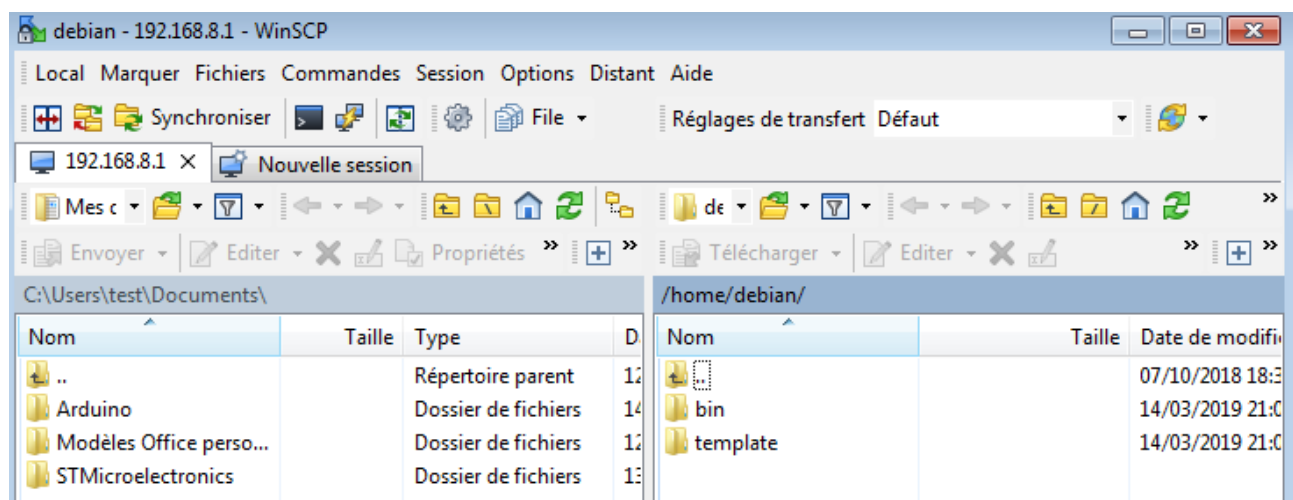 debian - 192.168.8.1 - WinSCP
Local Marquer Fichiers Commandes Session Options Distant Aide
Synchroniser File Réglages de transfert Défaut
192.168.8.1 Nouvelle session
Mes de
Envoyer Editer Propriétés Télécharger Editer
C:\Users\test\Documents\ /home/debian/
Nom Taille Type D Nom Taille Date de modifi
.. Répertoire parent 12 .. 07/10/2018 18:3
Arduino Dossier de fichiers 14 bin 14/03/2019 21:0
Modèles Office perso... Dossier de fichiers 12 template 14/03/2019 21:0
STMicroelectronics Dossier de fichiers 13